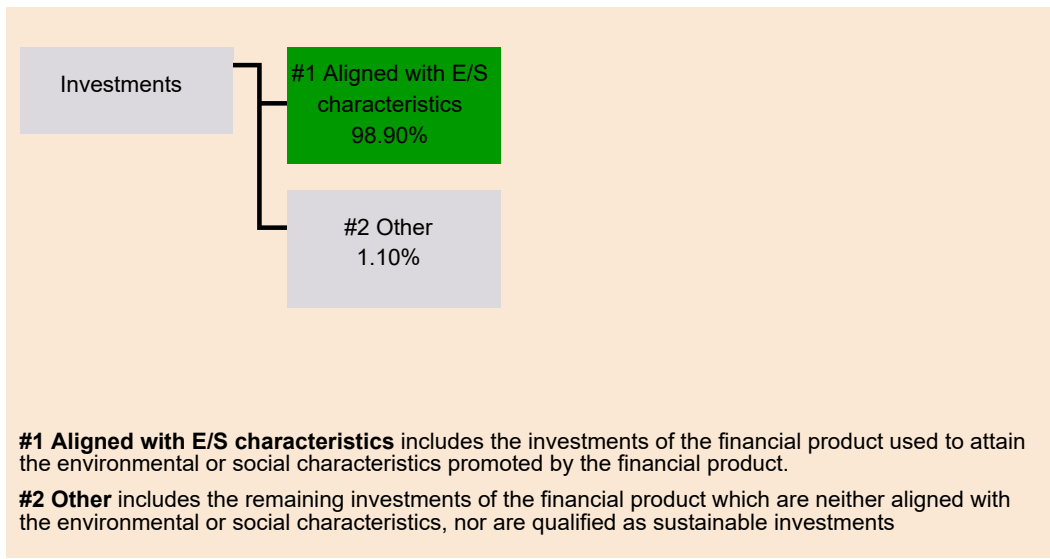 Investments
#1 Aligned with E/S
characteristics
98.90%
#2 Other
1.10%
#1 Aligned with E/S characteristics includes the investments of the financial product used to attain
the environmental or social characteristics promoted by the financial product.
#2 Other includes the remaining investments of the financial product which are neither aligned with
the environmental or social characteristics, nor are qualified as sustainable investments